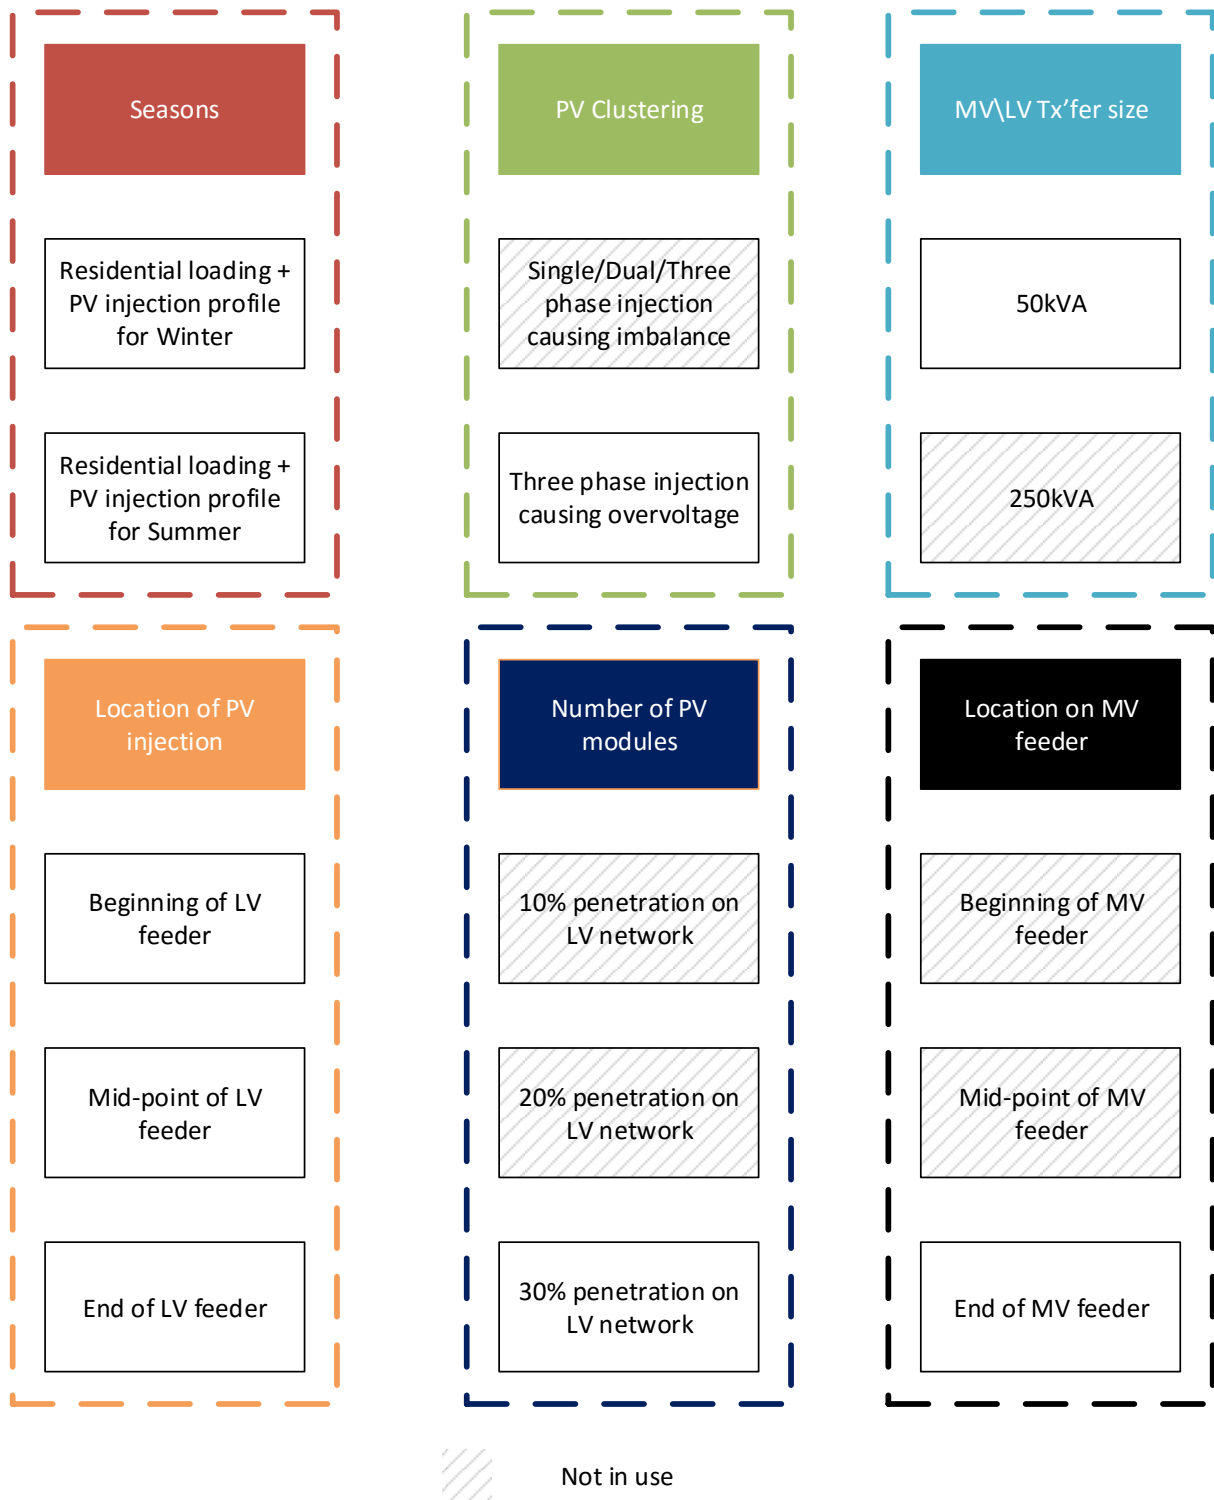 Seasons
Residential loading +
PV injection profile
for Winter
Residential loading +
PV injection profile
for Summer
PV Clustering
Single/Dual/Three
phase injection
causing imbalance
Three phase injection
causing overvoltage
MV\LV Tx’fer size
50kVA
250kVA
Location of PV
injection
Beginning of LV
feeder
Mid-point of LV
feeder
End of LV feeder
Number of PV
modules
10% penetration on
LV network
20% penetration on
LV network
30% penetration on
LV network
Location on MV
feeder
Beginning of MV
feeder
Mid-point of MV
feeder
End of MV feeder
Not in use